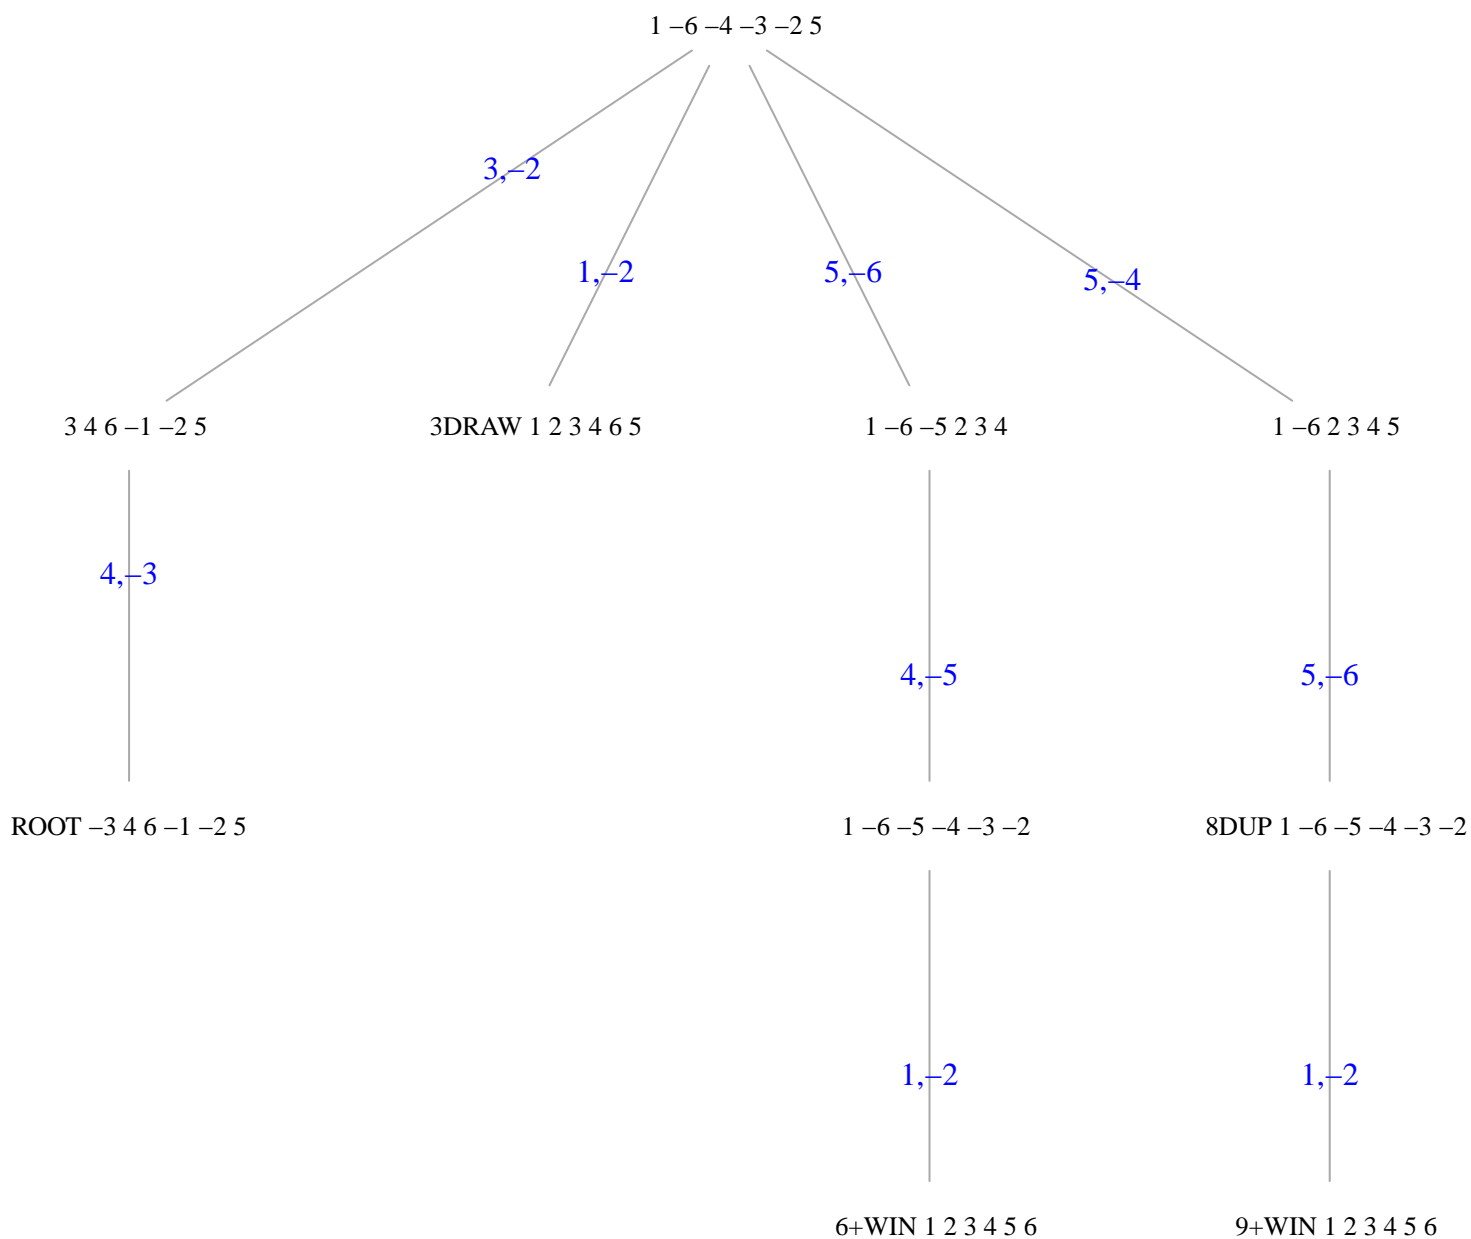 1 –6 –4 –3 –2 5
3,–2
1,–2
5,–6
5,–4
3 4 6 –1 –2 5
3DRAW 1 2 3 4 6 5
1 –6 –5 2 3 4
1 –6 2 3 4 5
4,–3
4,–5
5,–6
ROOT –3 4 6 –1 –2 5
1 –6 –5 –4 –3 –2
8DUP 1 –6 –5 –4 –3 –2
1,–2
1,–2
6+WIN 1 2 3 4 5 6
9+WIN 1 2 3 4 5 6